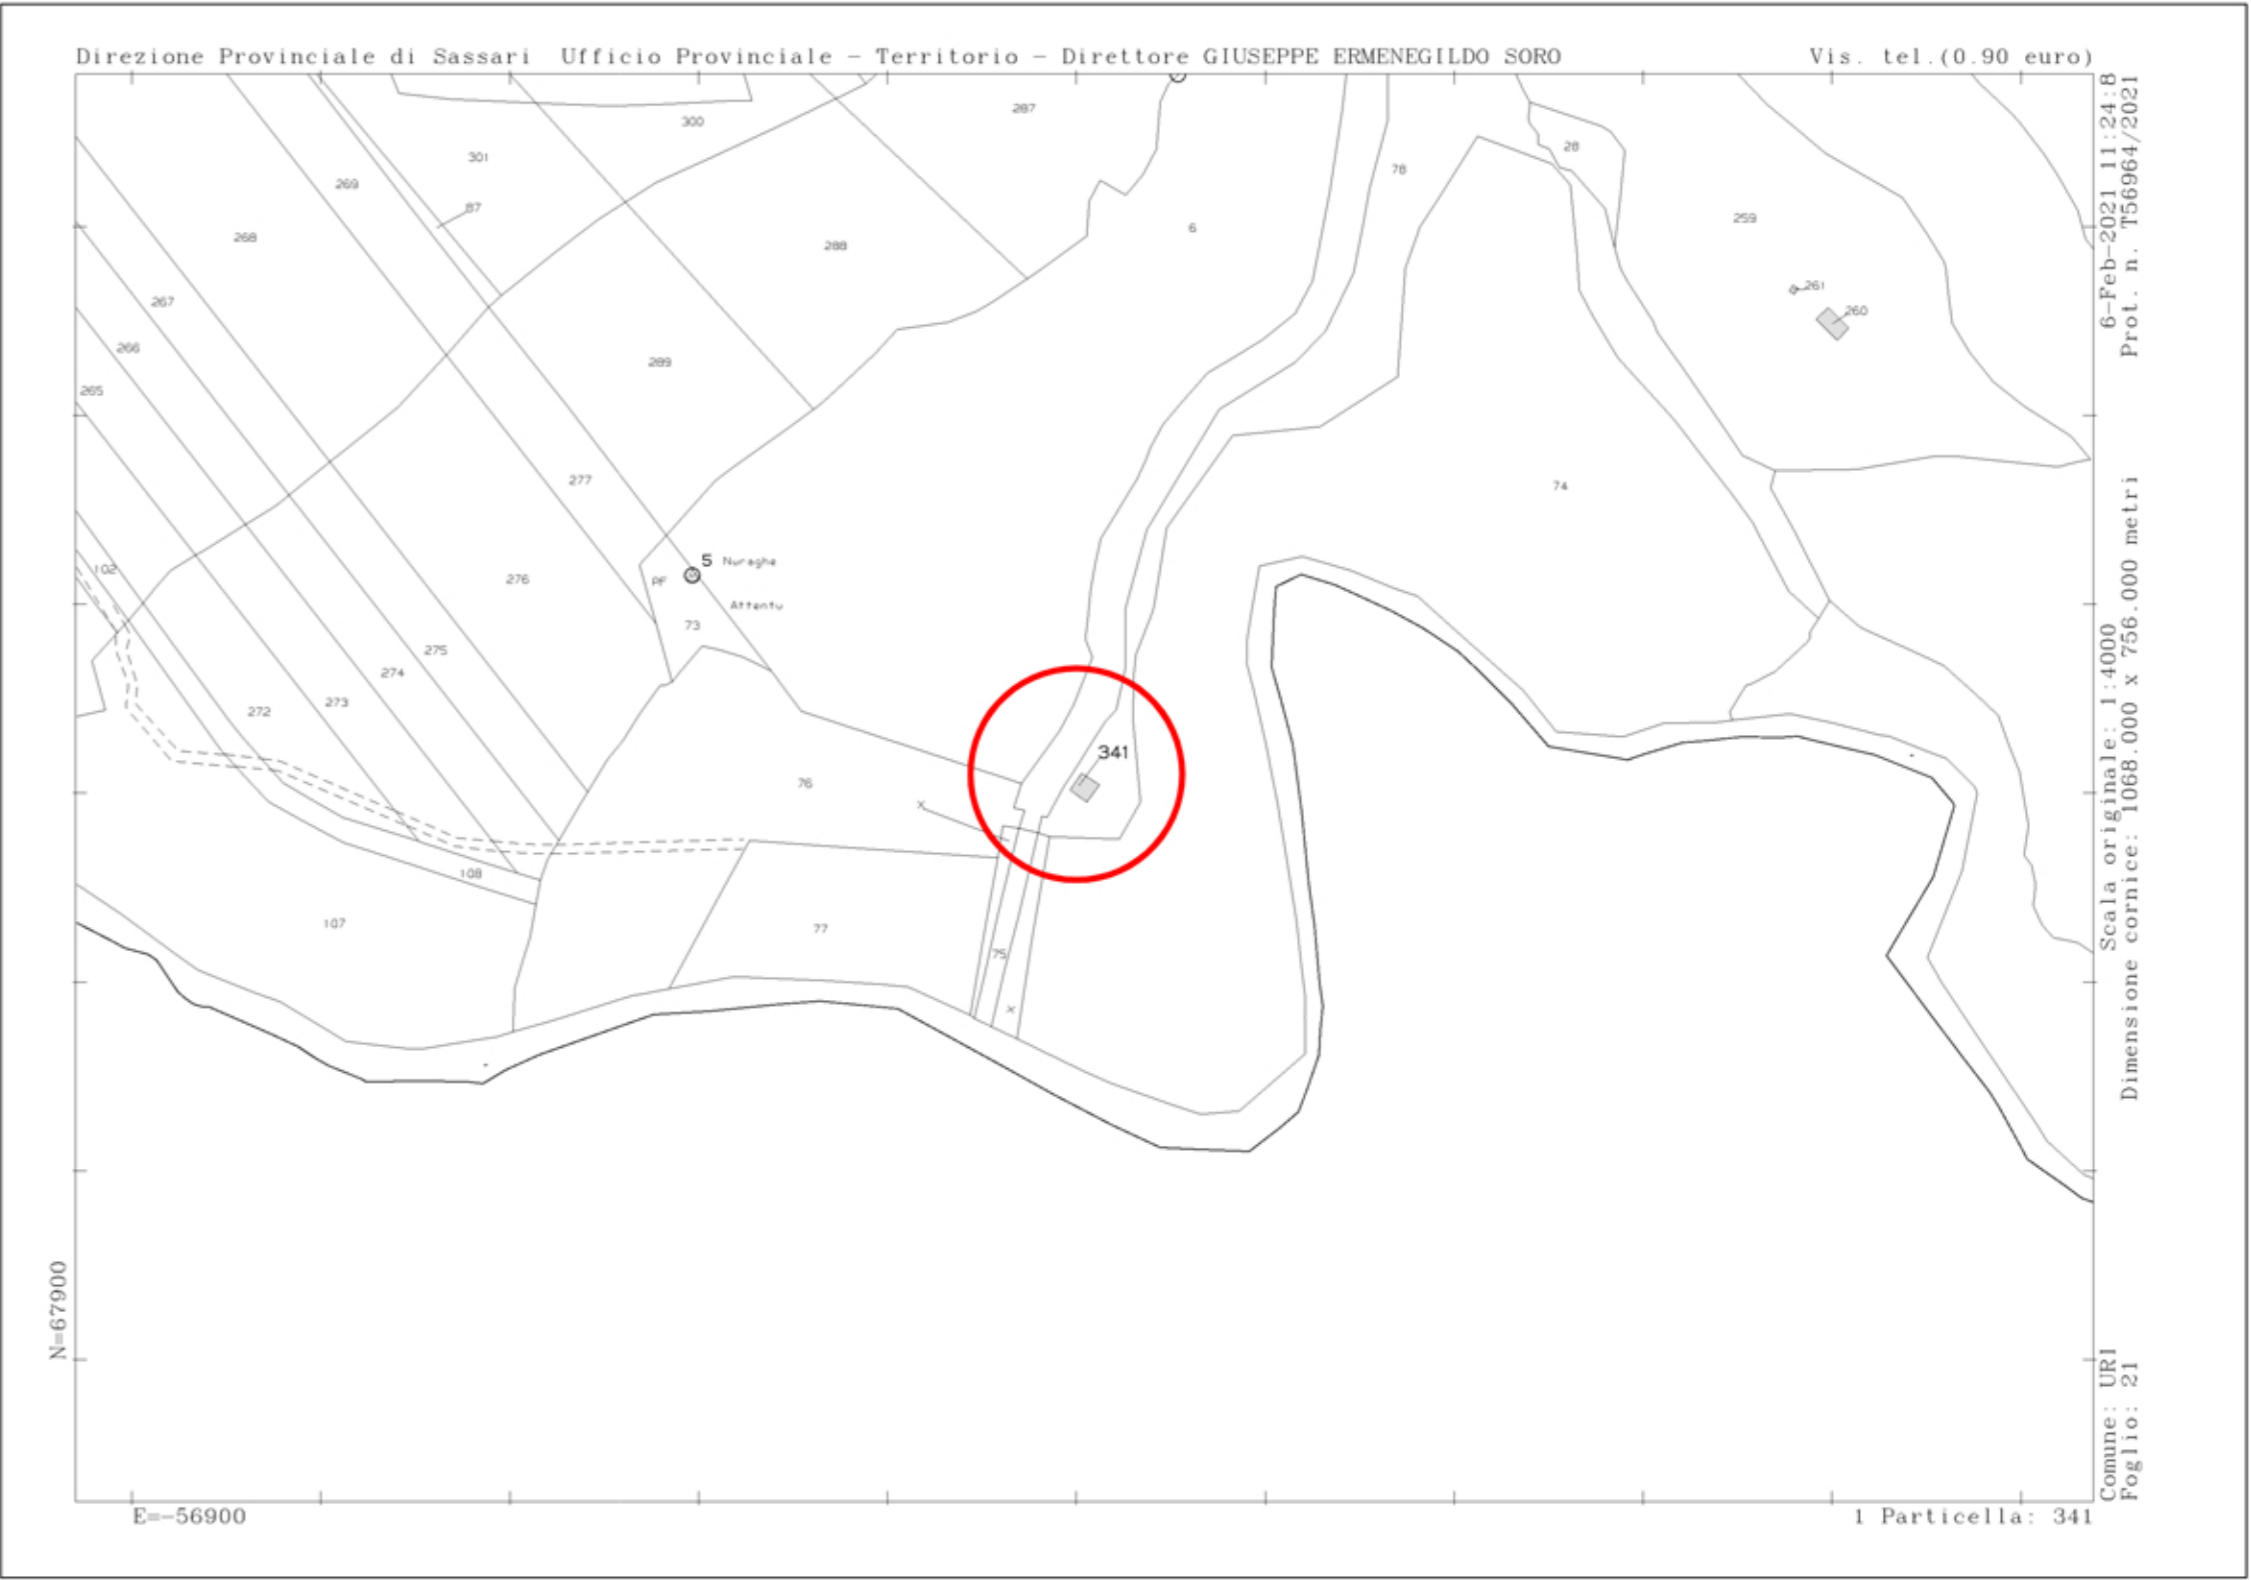 Direzione Provinciale di Sassari Ufficio Provinciale - Territorio - Direttore GIUSEPPE ERMENEGILDO SORO
Vis. tel.(0.90 euro)
6-Feb-2021 11:24:8
Prot. n. T56964/2021
Scala originale: 1:4000
Dimensione cornice: 1068.000 x 756.000 metri
Comune: URI
Foglio: 21
N=67900
E=-56900
1 Particella: 341
287
300
301
269
28
78
87
259
6
268
288
261
267
260
266
289
265
277
74
5 Nuraghe
102
276
PF
Attentu
73
275
274
273
272
341
76
x
108
107
77
75
x